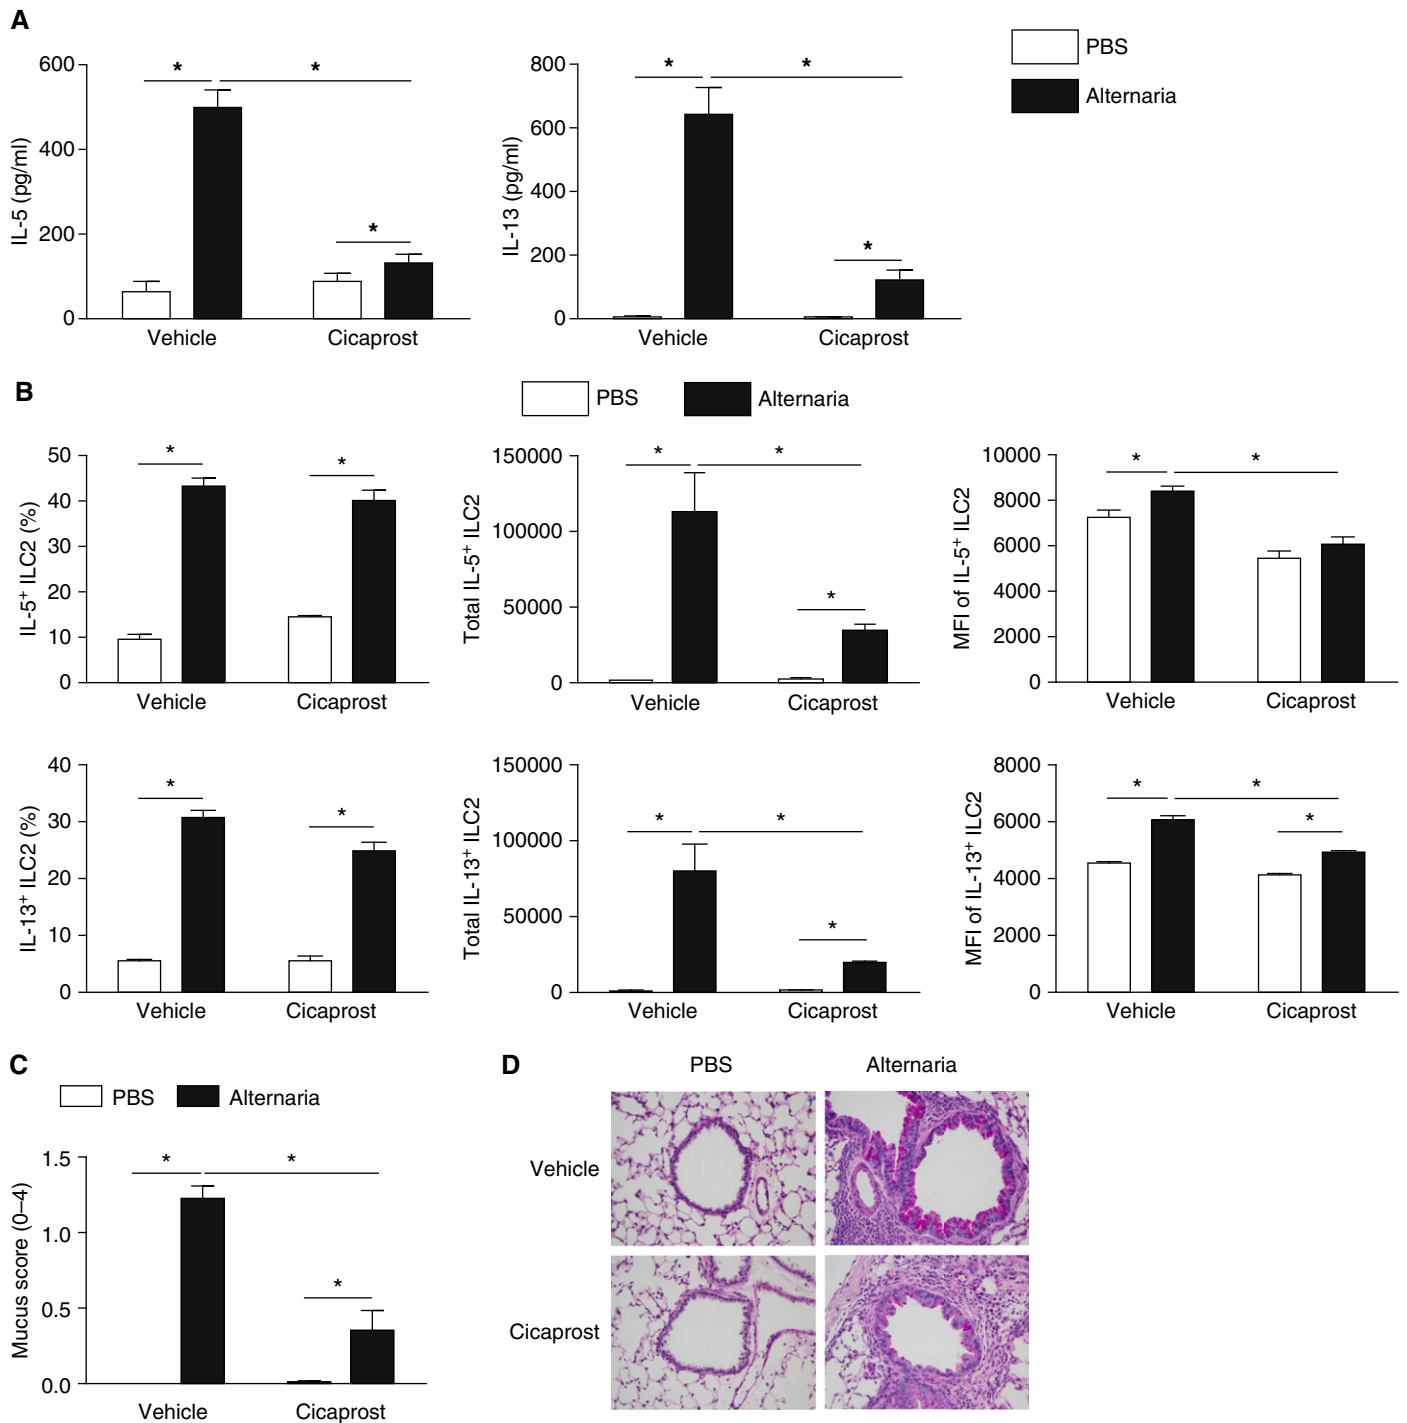 A
PBS
Alternaria
IL-5 (pg/ml)
600
400
200
0
* * *
Vehicle Cicaprost
IL-13 (pg/ml)
800
600
400
200
0
* * *
Vehicle Cicaprost
B
PBS Alternaria
IL-5+ ILC2 (%)
50
40
30
20
10
0
* *
Vehicle Cicaprost
Total IL-5+ ILC2
150000
100000
50000
0
* * *
Vehicle Cicaprost
MFI of IL-5+ ILC2
10000
8000
6000
4000
2000
0
* *
Vehicle Cicaprost
IL-13+ ILC2 (%)
40
30
20
10
0
* *
Vehicle Cicaprost
Total IL-13+ ILC2
150000
100000
50000
0
* * *
Vehicle Cicaprost
MFI of IL-13+ ILC2
8000
6000
4000
2000
0
* * *
Vehicle Cicaprost
C
PBS Alternaria
Mucus score (0–4)
1.5
1.0
0.5
0.0
* * *
Vehicle Cicaprost
D
PBS Alternaria
Vehicle
Cicaprost